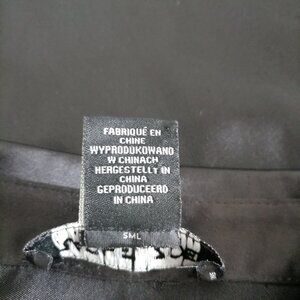 FABRIQUÉ EN
CHINE
WYPRODUKOWANO
W CHINACH
HERGESTELLT IN
CHINA
GEPRODUCEERD
IN CHINA
SML